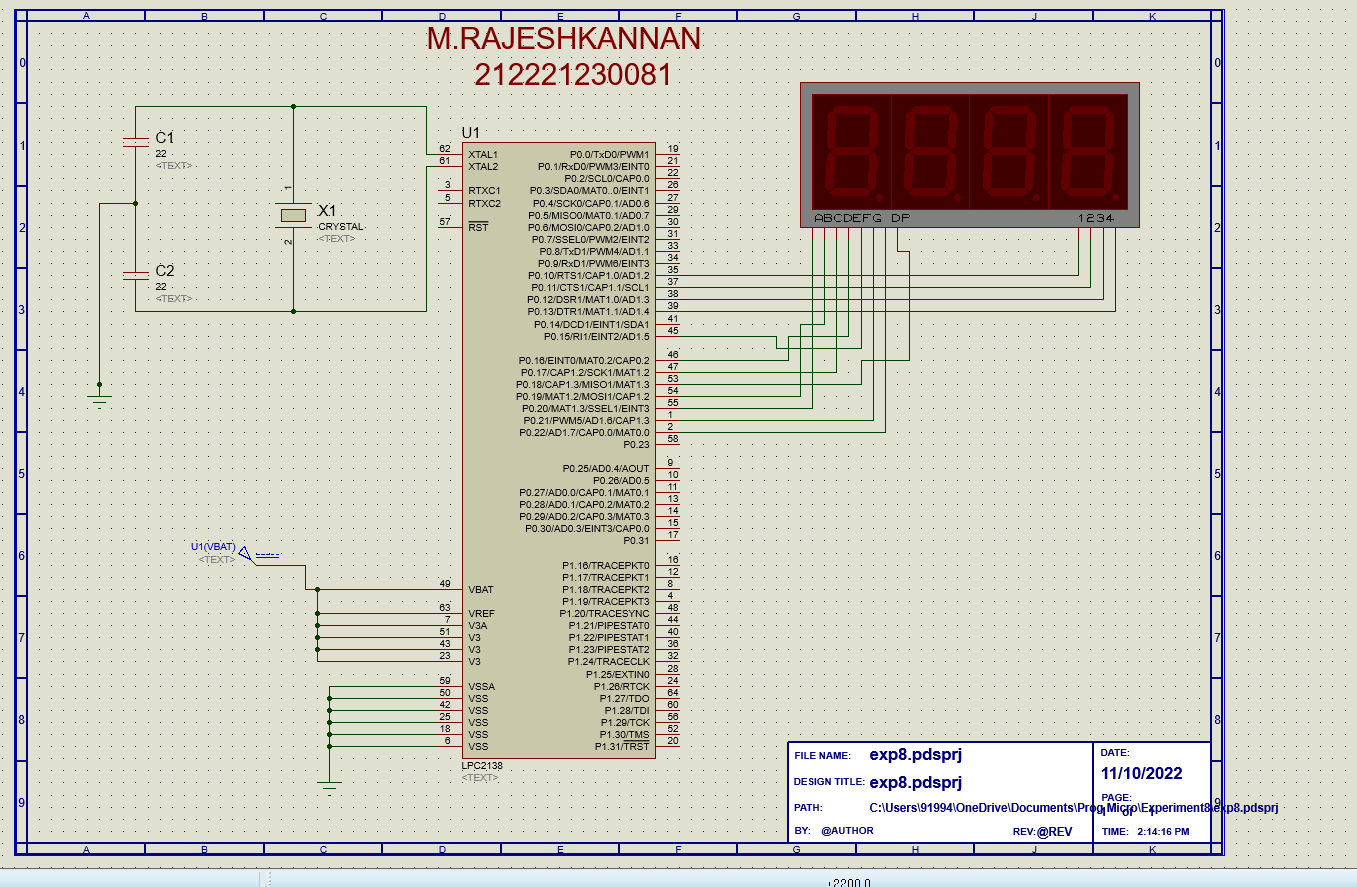 A B C D E F G H J K
M.RAJESHKANNAN
212221230081
0 0
1 1
2 2
3 3
4 4
5 5
6 6
7 7
8 8
9 9
C1
22
<TEXT>
C2
22
<TEXT>
1
X1
CRYSTAL
<TEXT>
2
U1
62 XTAL1
61 XTAL2
3 RTXC1
5 RTXC2
57 RST
U1(VBAT)
<TEXT>
49 VBAT
63 VREF
7 V3A
51 V3
43 V3
23 V3
59 VSSA
50 VSS
42 VSS
25 VSS
18 VSS
6 VSS
P0.0/TxD0/PWM1 19
P0.1/RxD0/PWM3/EINT0 21
P0.2/SCL0/CAP0.0 22
P0.3/SDA0/MAT0..0/EINT1 26
P0.4/SCK0/CAP0.1/AD0.6 27
P0.5/MISO0/MAT0.1/AD0.7 29
P0.6/MOSI0/CAP0.2/AD1.0 30
P0.7/SSEL0/PWM2/EINT2 31
P0.8/TxD1/PWM4/AD1.1 33
P0.9/RxD1/PWM6/EINT3 34
P0.10/RTS1/CAP1.0/AD1.2 35
P0.11/CTS1/CAP1.1/SCL1 37
P0.12/DSR1/MAT1.0/AD1.3 38
P0.13/DTR1/MAT1.1/AD1.4 39
P0.14/DCD1/EINT1/SDA1 41
P0.15/RI1/EINT2/AD1.5 45
P0.16/EINT0/MAT0.2/CAP0.2 46
P0.17/CAP1.2/SCK1/MAT1.2 47
P0.18/CAP1.3/MISO1/MAT1.3 53
P0.19/MAT1.2/MOSI1/CAP1.2 54
P0.20/MAT1.3/SSEL1/EINT3 55
P0.21/PWM5/AD1.6/CAP1.3 1
P0.22/AD1.7/CAP0.0/MAT0.0 2
P0.23 58
P0.25/AD0.4/AOUT 9
P0.26/AD0.5 10
P0.27/AD0.0/CAP0.1/MAT0.1 11
P0.28/AD0.1/CAP0.2/MAT0.2 13
P0.29/AD0.2/CAP0.3/MAT0.3 14
P0.30/AD0.3/EINT3/CAP0.0 15
P0.31 17
P1.16/TRACEPKT0 16
P1.17/TRACEPKT1 12
P1.18/TRACEPKT2 8
P1.19/TRACEPKT3 4
P1.20/TRACESYNC 48
P1.21/PIPESTAT0 44
P1.22/PIPESTAT1 40
P1.23/PIPESTAT2 36
P1.24/TRACECLK 32
P1.25/EXTIN0 28
P1.26/RTCK 24
P1.27/TDO 64
P1.28/TDI 60
P1.29/TCK 56
P1.30/TMS 52
P1.31/TRST 20
LPC2138
<TEXT>
ABCDEFG DP 1234
FILE NAME: exp8.pdsprj
DESIGN TITLE: exp8.pdsprj
PATH: C:\Users\91994\OneDrive\Documents\Prog Micro\Experiment8\exp8.pdsprj
BY: @AUTHOR REV:@REV
DATE:
11/10/2022
PAGE:
TIME: 2:14:16 PM
A B C D E F G H J K
+2200.0